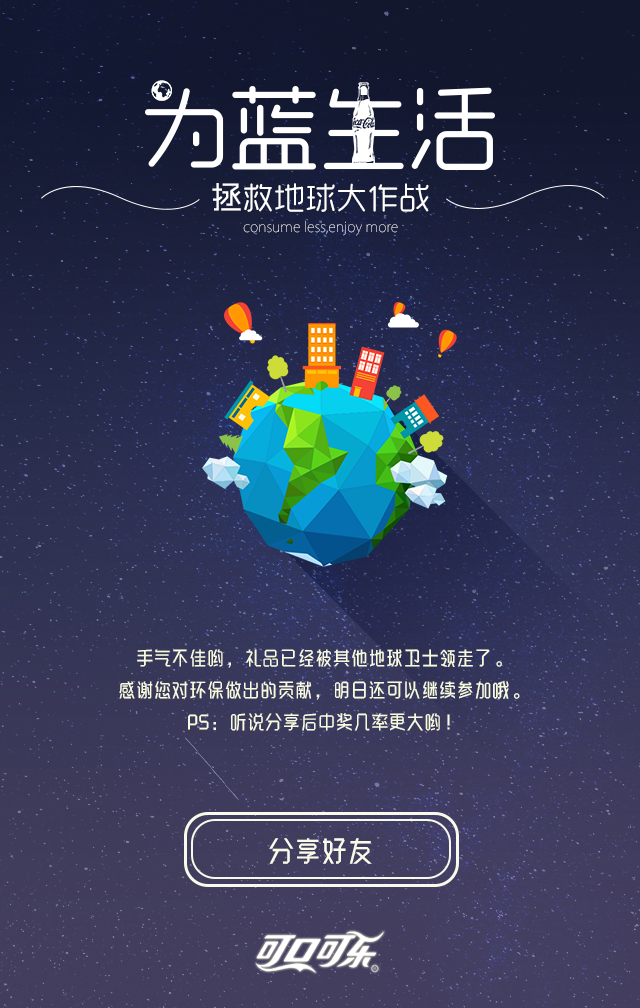 为蓝生活
Coca-Cola
拯救地球大作战
consume less,enjoy more
手气不佳哟，礼品已经被其他地球卫士领走了。
感谢您对环保做出的贡献，明日还可以继续参加哦。
PS：听说分享后中奖几率更大哟！
分享好友
可口可乐®